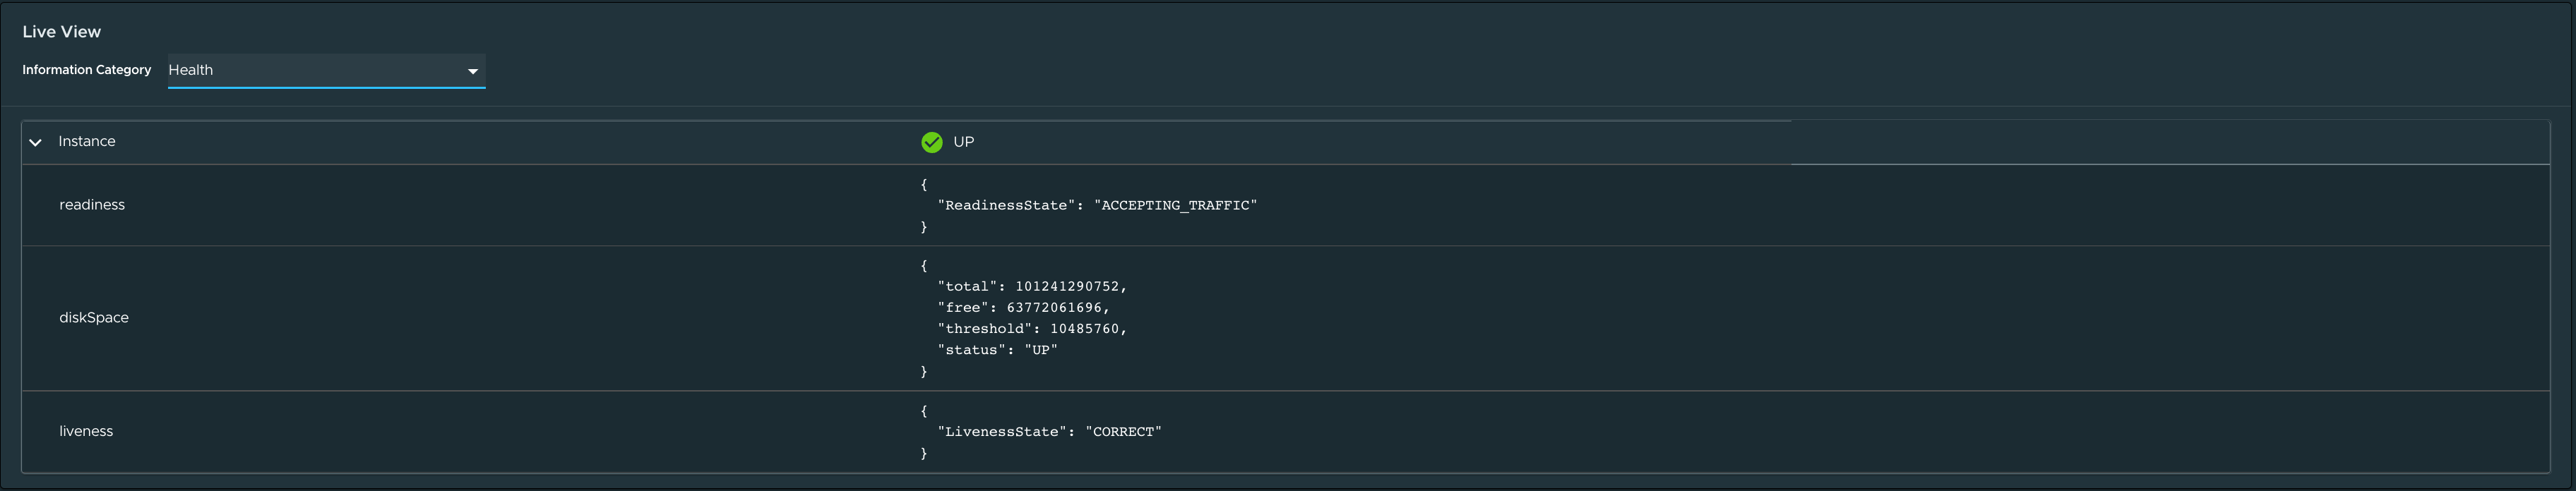 Live View
Information Category Health
Instance UP
{
readiness "ReadinessState": "ACCEPTING_TRAFFIC"
}
{
"total": 101241290752,
"free": 63772061696,
diskSpace
"threshold": 10485760,
"status": "UP"
}
{
liveness "LivenessState": "CORRECT"
}